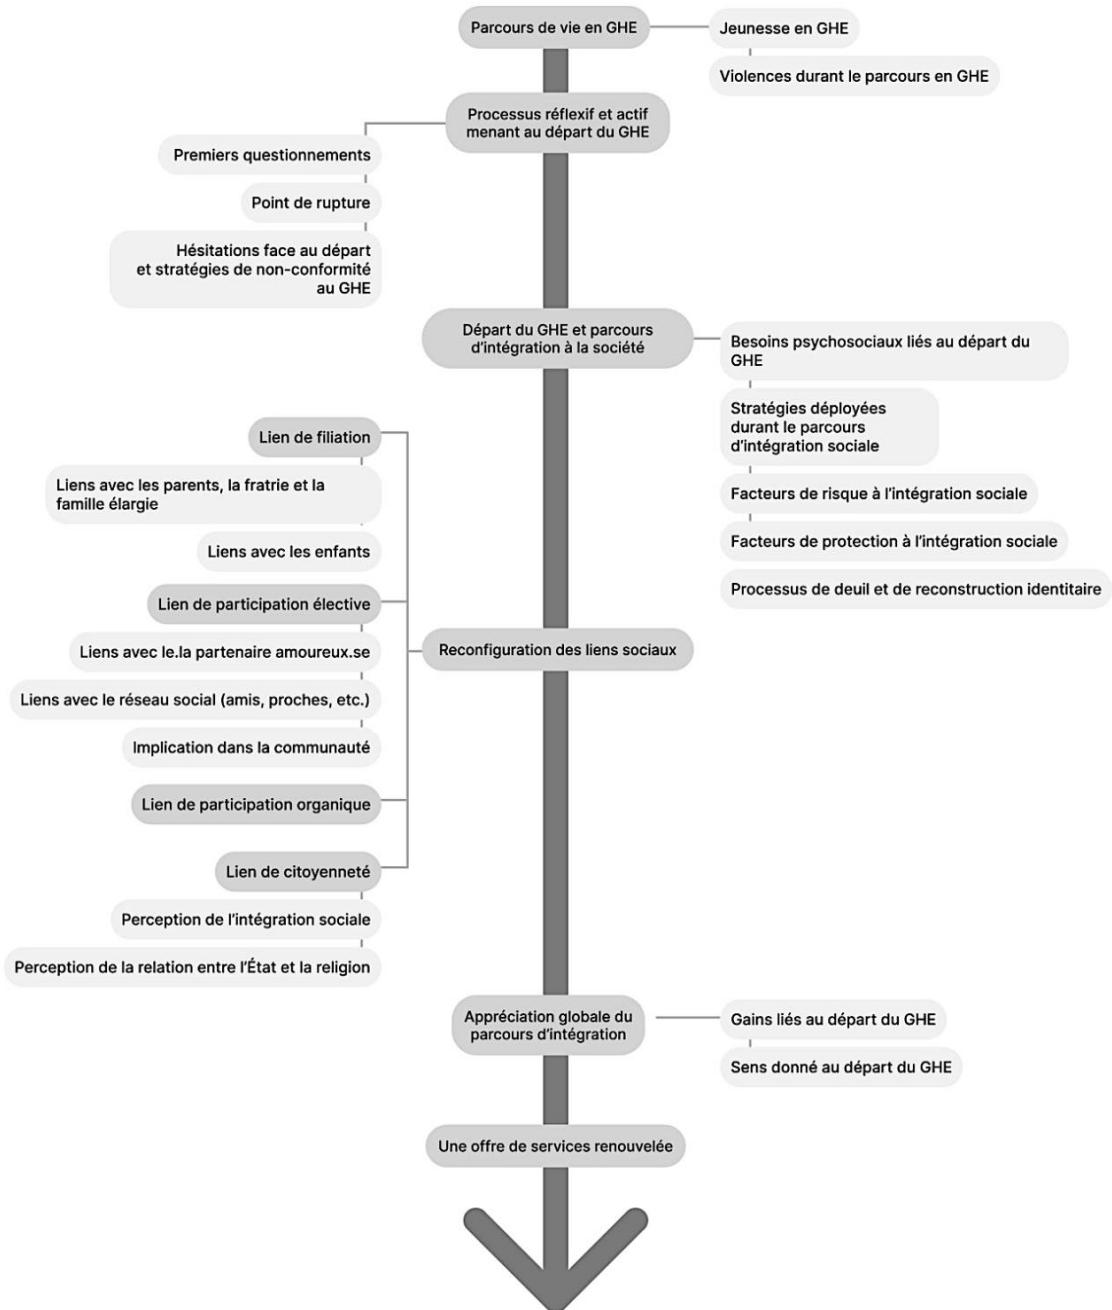 Parcours de vie en GHE
Jeunesse en GHE
Violences durant le parcours en GHE
Processus réflexif et actif
menant au départ du GHE
Premiers questionnements
Point de rupture
Hésitations face au départ
et stratégies de non-conformité
au GHE
Départ du GHE et parcours
d’intégration à la société
Besoins psychosociaux liés au départ du
GHE
Stratégies déployées
durant le parcours
d’intégration sociale
Facteurs de risque à l’intégration sociale
Facteurs de protection à l’intégration sociale
Processus de deuil et de reconstruction identitaire
Reconfiguration des liens sociaux
Lien de filiation
Liens avec les parents, la fratrie et la
famille élargie
Liens avec les enfants
Lien de participation élective
Liens avec le.la partenaire amoureux.se
Liens avec le réseau social (amis, proches, etc.)
Implication dans la communauté
Lien de participation organique
Lien de citoyenneté
Perception de l’intégration sociale
Perception de la relation entre l’État et la religion
Appréciation globale du
parcours d’intégration
Gains liés au départ du GHE
Sens donné au départ du GHE
Une offre de services renouvelée